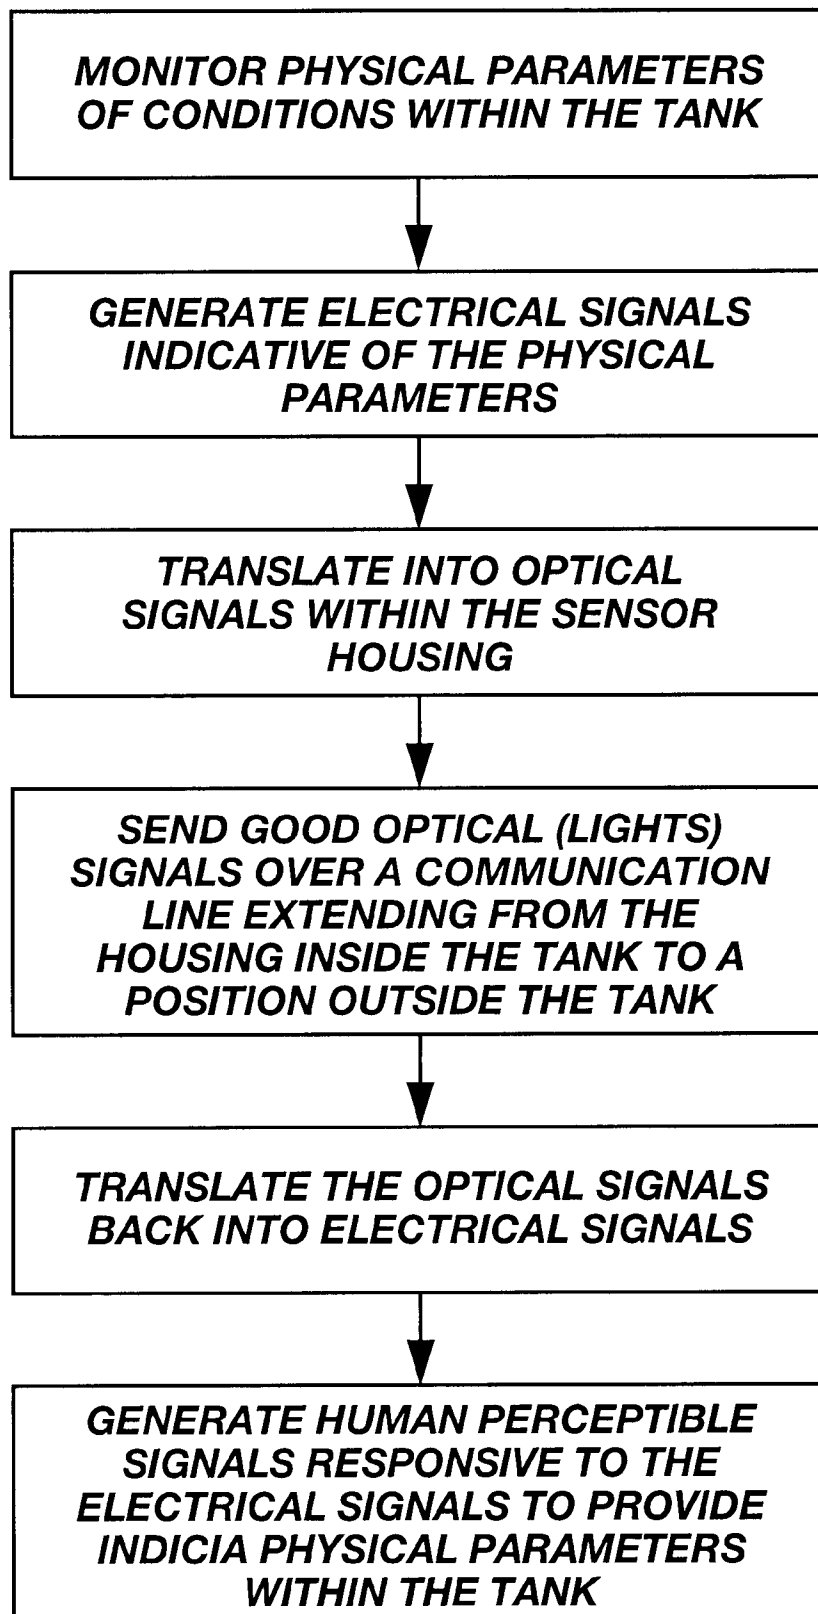 MONITOR PHYSICAL PARAMETERS
OF CONDITIONS WITHIN THE TANK
GENERATE ELECTRICAL SIGNALS
INDICATIVE OF THE PHYSICAL
PARAMETERS
TRANSLATE INTO OPTICAL
SIGNALS WITHIN THE SENSOR
HOUSING
SEND GOOD OPTICAL (LIGHTS)
SIGNALS OVER A COMMUNICATION
LINE EXTENDING FROM THE
HOUSING INSIDE THE TANK TO A
POSITION OUTSIDE THE TANK
TRANSLATE THE OPTICAL SIGNALS
BACK INTO ELECTRICAL SIGNALS
GENERATE HUMAN PERCEPTIBLE
SIGNALS RESPONSIVE TO THE
ELECTRICAL SIGNALS TO PROVIDE
INDICIA PHYSICAL PARAMETERS
WITHIN THE TANK